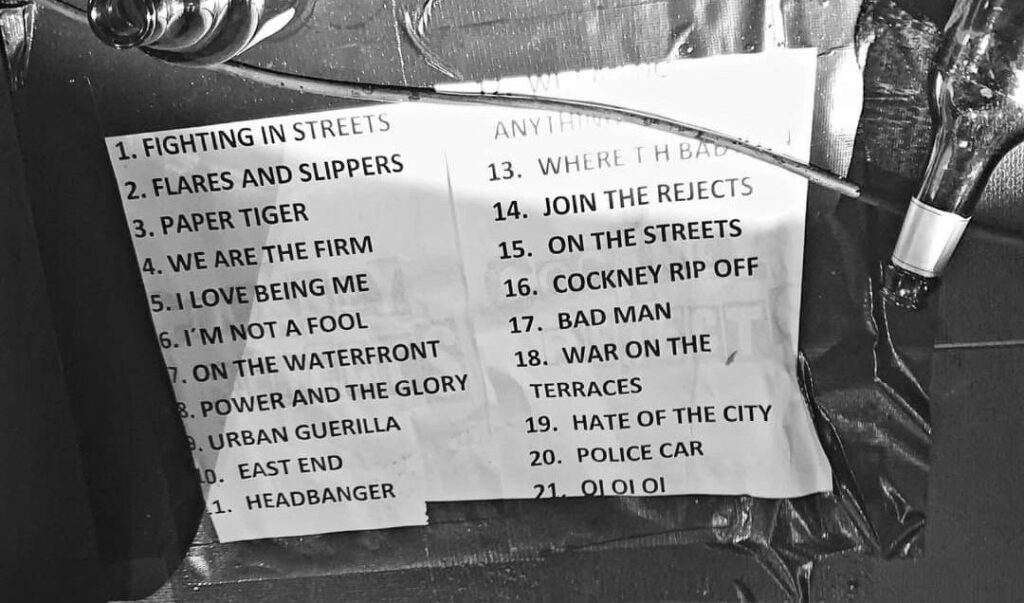 1. FIGHTING IN STREETS
2. FLARES AND SLIPPERS
3. PAPER TIGER
4. WE ARE THE FIRM
5. I LOVE BEING ME
6. I´M NOT A FOOL
7. ON THE WATERFRONT
8. POWER AND THE GLORY
9. URBAN GUERILLA
10. EAST END
1. HEADBANGER
13. WHERE T H BAD
14. JOIN THE REJECTS
15. ON THE STREETS
16. COCKNEY RIP OFF
17. BAD MAN
18. WAR ON THE
TERRACES
19. HATE OF THE CITY
20. POLICE CAR
21. OI OI OI